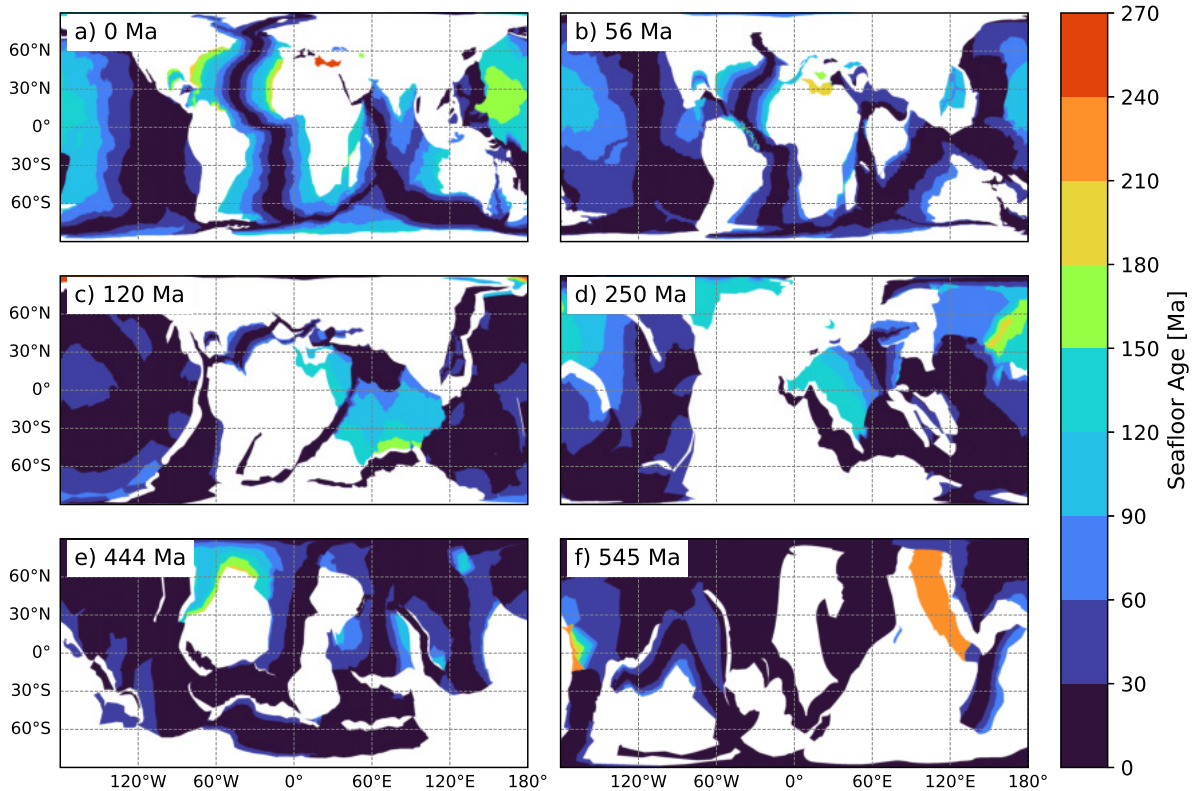 a) 0 Ma
b) 56 Ma
60°N
30°N
0°
30°S
60°S
c) 120 Ma
d) 250 Ma
60°N
30°N
0°
30°S
60°S
e) 444 Ma
f) 545 Ma
60°N
30°N
0°
30°S
60°S
120°W 60°W 0° 60°E 120°E 180°
120°W 60°W 0° 60°E 120°E 180°
270
240
210
180
150
120
90
60
30
0
Seafloor Age [Ma]